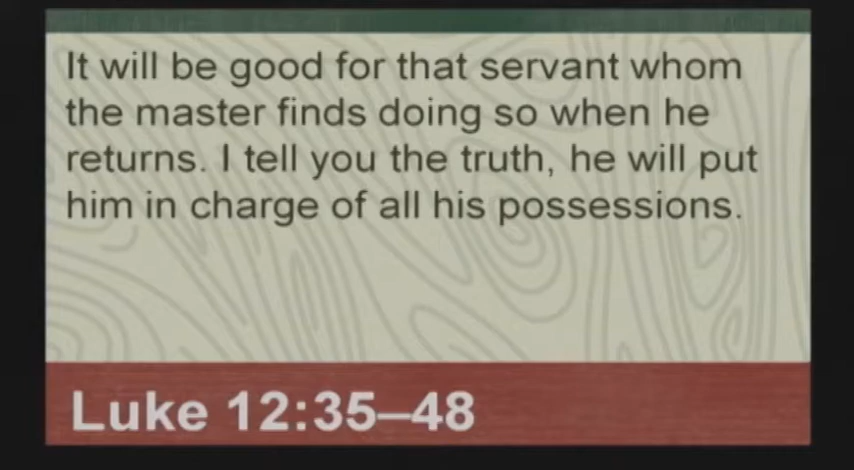 It will be good for that servant whom
the master finds doing so when he
returns. I tell you the truth, he will put
him in charge of all his possessions.
Luke 12:35–48